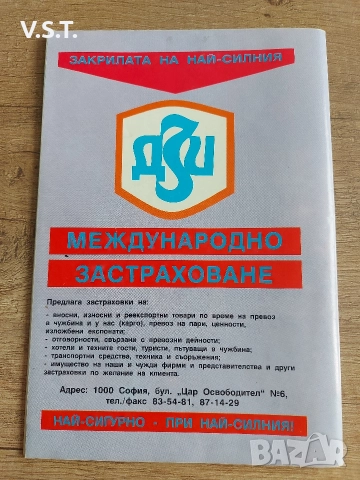 V.S.T.
ЗАКРИЛАТА НА НАЙ-СИЛНИЯ
ДЗИ
МЕЖДУНАРОДНО
ЗАСТРАХОВАНЕ
Предлага застраховки на:
- вносни, износни и реекспортни товари по време на превоз
в чужбина и у нас (карго), превоз на пари, ценности,
изложбени експонати;
- отговорности, свързани с превозни дейности;
- хотели и техните гости, туристи, пътуващи в чужбина;
- транспортни средства, техника и съоръжения;
- имущество на наши и чужди фирми и представителства и други
застраховки по желание на клиента.
Адрес: 1000 София, бул. „Цар Освободител" №6,
тел./факс 83-54-81, 87-14-29
НАЙ-СИГУРНО - ПРИ НАЙ-СИЛНИЯ!
BAZAR
bg